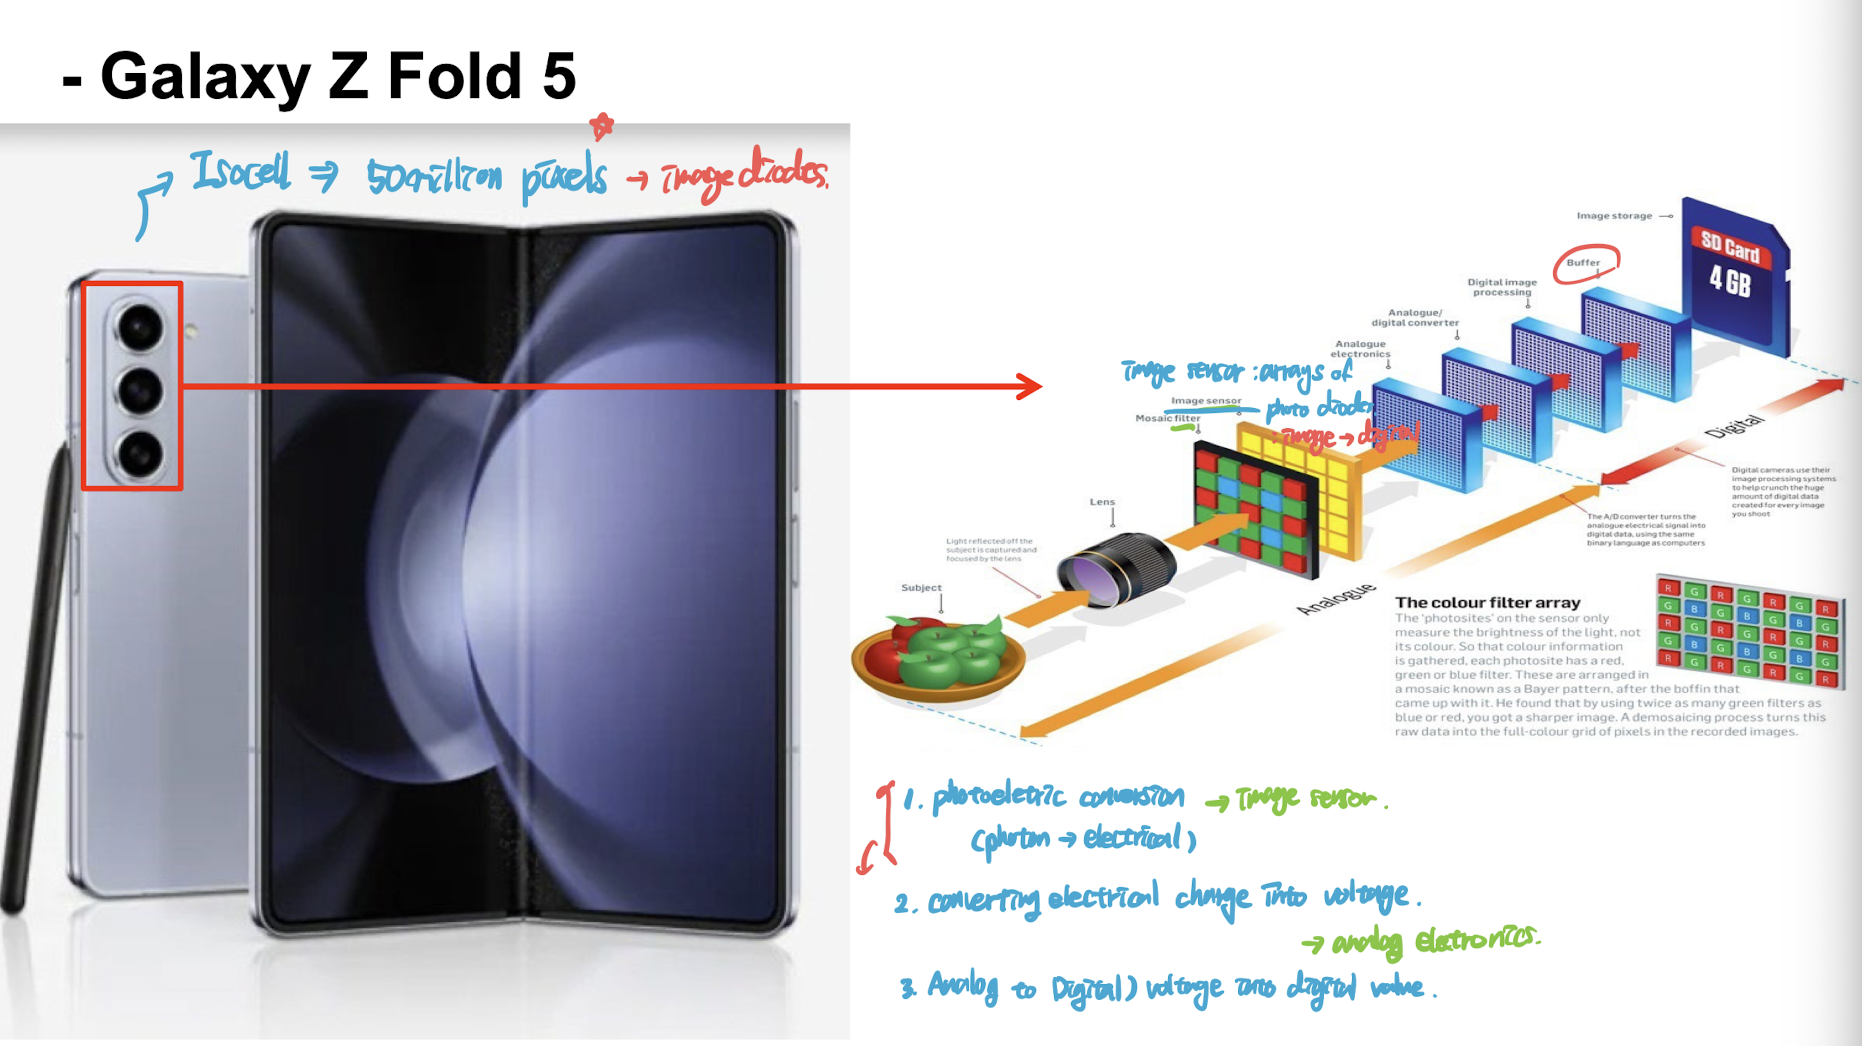 - Galaxy Z Fold 5
Isocell ⇒ 50million pixels → image diodes.
Image storage
SD Card
4 GB
Buffer
Digital image
processing
Analogue/
digital converter
Analogue
electronics
Image sensor : arrays of
photo diodes
: image → digital
Image sensor
Mosaic filter
Lens
Light reflected off the
subject is captured and
focused by the lens
Subject
Analogue
Digital
Digital cameras use their
image processing systems
to help crunch the huge
amount of digital data
created for every image
you shoot
The A/D converter turns the
analogue electrical signal into
digital data, using the same
binary language as computers
The colour filter array
The 'photosites' on the sensor only
measure the brightness of the light, not
its colour. So that colour information
is gathered, each photosite has a red,
green or blue filter. These are arranged in
a mosaic known as a Bayer pattern, after the boffin that
came up with it. He found that by using twice as many green filters as
blue or red, you got a sharper image. A demosaicing process turns this
raw data into the full-colour grid of pixels in the recorded images.
R G R G R G R
G B G B G B G
R G R G R G R
G B G B G B G
R G R G R G R
1. photoeletric conversion → Image sensor.
(photon → electrical)
2. converting electrical charge into voltage.
→ analog eletronics.
3. Analog to Digital) voltage into digital value.